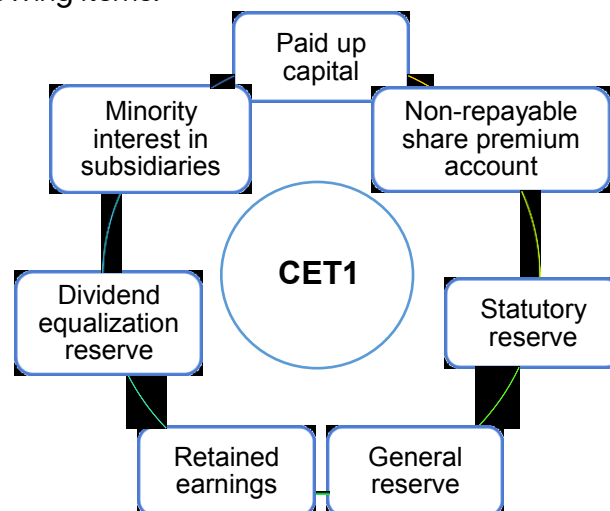 Paid up
capital
Non-repayable
share premium
account
Statutory
reserve
General
reserve
Retained
earnings
Dividend
equalization
reserve
Minority
interest in
subsidiaries
CET1